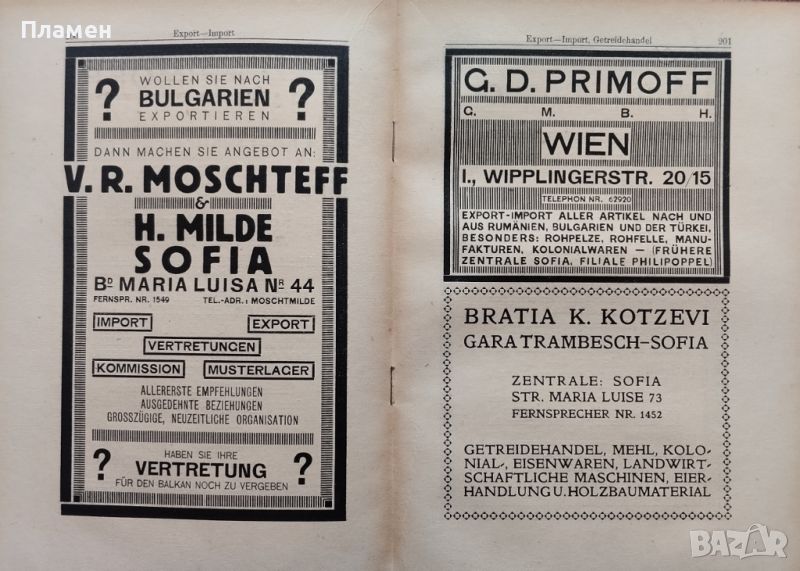 Пламен
Export—Import
? WOLLEN SIE NACH ?
BULGARIEN
EXPORTIEREN
DANN MACHEN SIE ANGEBOT AN:
V. R. MOSCHTEFF
&
H. MILDE
SOFIA
BD MARIA LUISA NR 44
FERNSPR. NR. 1549 TEL.-ADR.: MOSCHTMILDE
IMPORT EXPORT
VERTRETUNGEN
KOMMISSION MUSTERLAGER
ALLERERSTE EMPFEHLUNGEN
AUSGEDEHNTE BEZIEHUNGEN
GROSSZÜGIGE, NEUZEITLICHE ORGANISATION
? HABEN SIE IHRE ?
VERTRETUNG
FÜR DEN BALKAN NOCH ZU VERGEBEN
Export—Import, Getreidehandel 201
G. D. PRIMOFF
G. M. B. H.
WIEN
I., WIPPLINGERSTR. 20/15
TELEPHON NR. 62920
EXPORT-IMPORT ALLER ARTIKEL NACH UND
AUS RUMÄNIEN, BULGARIEN UND DER TÜRKEI,
BESONDERS: ROHPELZE, ROHFELLE, MANU-
FAKTUREN, KOLONIALWAREN — (FRÜHERE
ZENTRALE SOFIA, FILIALE PHILIPOPPEL)
BRATIA K. KOTZEVI
GARA TRAMBESCH—SOFIA
ZENTRALE: SOFIA
STR. MARIA LUISE 73
FERNSPRECHER NR. 1452
GETREIDEHANDEL, MEHL, KOLO-
NIAL-, EISENWAREN, LANDWIRT-
SCHAFTLICHE MASCHINEN, EIER-
HANDLUNG U. HOLZBAUMATERIAL
BAZAR